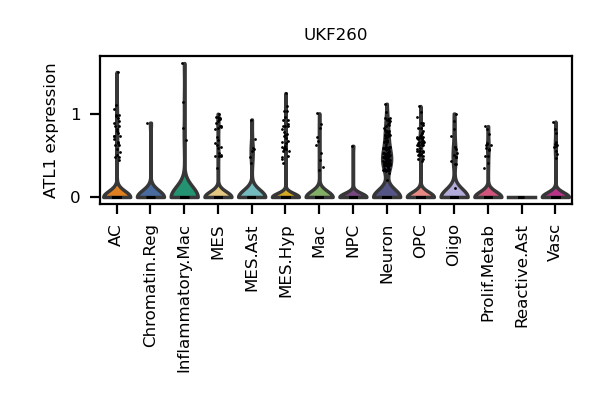 UKF260
ATL1 expression
1
0
AC
Chromatin.Reg
Inflammatory.Mac
MES
MES.Ast
MES.Hyp
Mac
NPC
Neuron
OPC
Oligo
Prolif.Metab
Reactive.Ast
Vasc